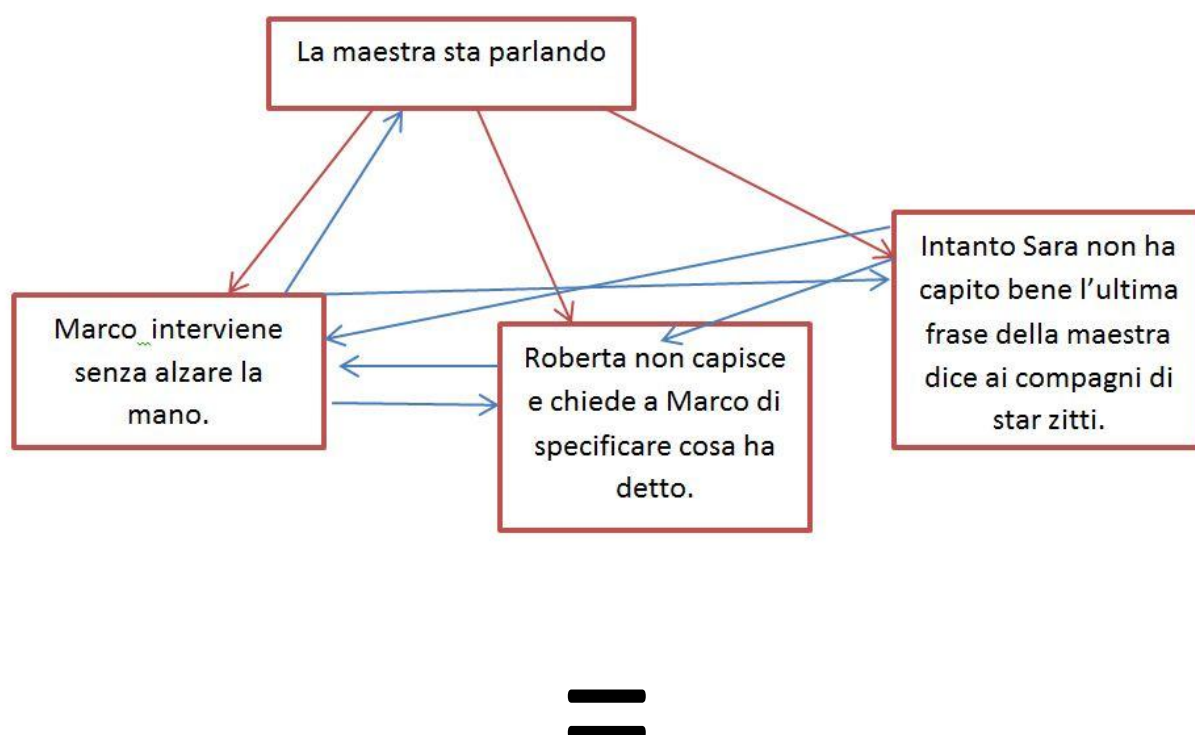 La maestra sta parlando
Marco interviene
senza alzare la
mano.
Roberta non capisce
e chiede a Marco di
specificare cosa ha
detto.
Intanto Sara non ha
capito bene l’ultima
frase della maestra
dice ai compagni di
star zitti.
=